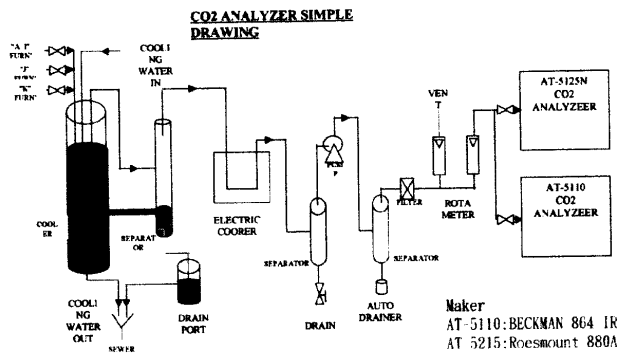 CO2 ANALYZER SIMPLE
DRAWING
"A-J"
FURN'
"J"
FURN'
"K"
FURN'
COOLI
NG
WATER
IN
VEN
T
AT-5125N
CO2
ANALYZEER
PUM
P
AT-5110
CO2
ANALYZEER
FILTER
ROTA
METER
ELECTRIC
COORER
COOL
ER
SEPARAT
OR
SEPARATOR
SEPARATOR
COOLI
NG
WATER
OUT
DRAIN
PORT
DRAIN
AUTO
DRAINER
SEWER
Maker
AT-5110:BECKMAN 864 IR
AT 5215:Roesmount 880A